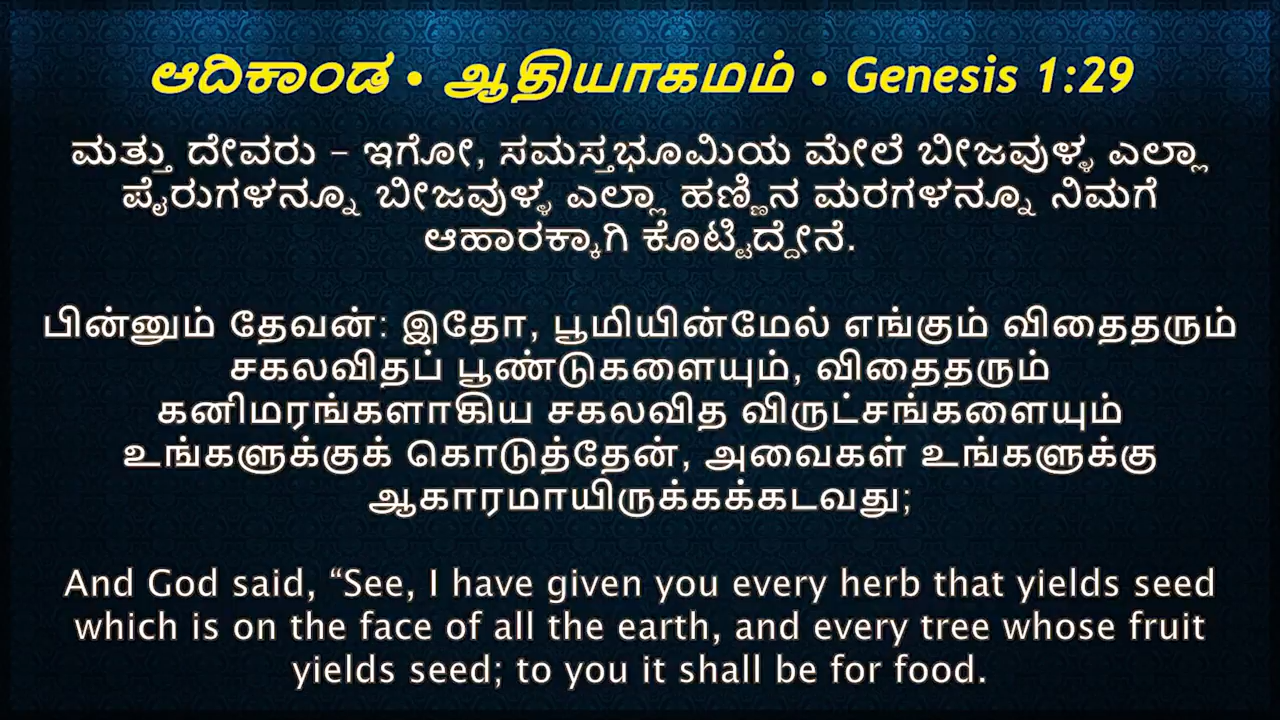 ಆದಿಕಾಂಡ • ஆதியாகமம் • Genesis 1:29
ಮತ್ತು ದೇವರು – ಇಗೋ, ಸಮಸ್ತಭೂಮಿಯ ಮೇಲೆ ಬೀಜವುಳ್ಳ ಎಲ್ಲಾ
ಪೈರುಗಳನ್ನೂ ಬೀಜವುಳ್ಳ ಎಲ್ಲಾ ಹಣ್ಣಿನ ಮರಗಳನ್ನೂ ನಿಮಗೆ
ಆಹಾರಕ್ಕಾಗಿ ಕೊಟ್ಟಿದ್ದೇನೆ.
பின்னும் தேவன்: இதோ, பூமியின்மேல் எங்கும் விதைதரும்
சகலவிதப் பூண்டுகளையும், விதைதரும்
கனிமரங்களாகிய சகலவித விருட்சங்களையும்
உங்களுக்குக் கொடுத்தேன், அவைகள் உங்களுக்கு
ஆகாரமாயிருக்கக்கடவது;
And God said, “See, I have given you every herb that yields seed
which is on the face of all the earth, and every tree whose fruit
yields seed; to you it shall be for food.